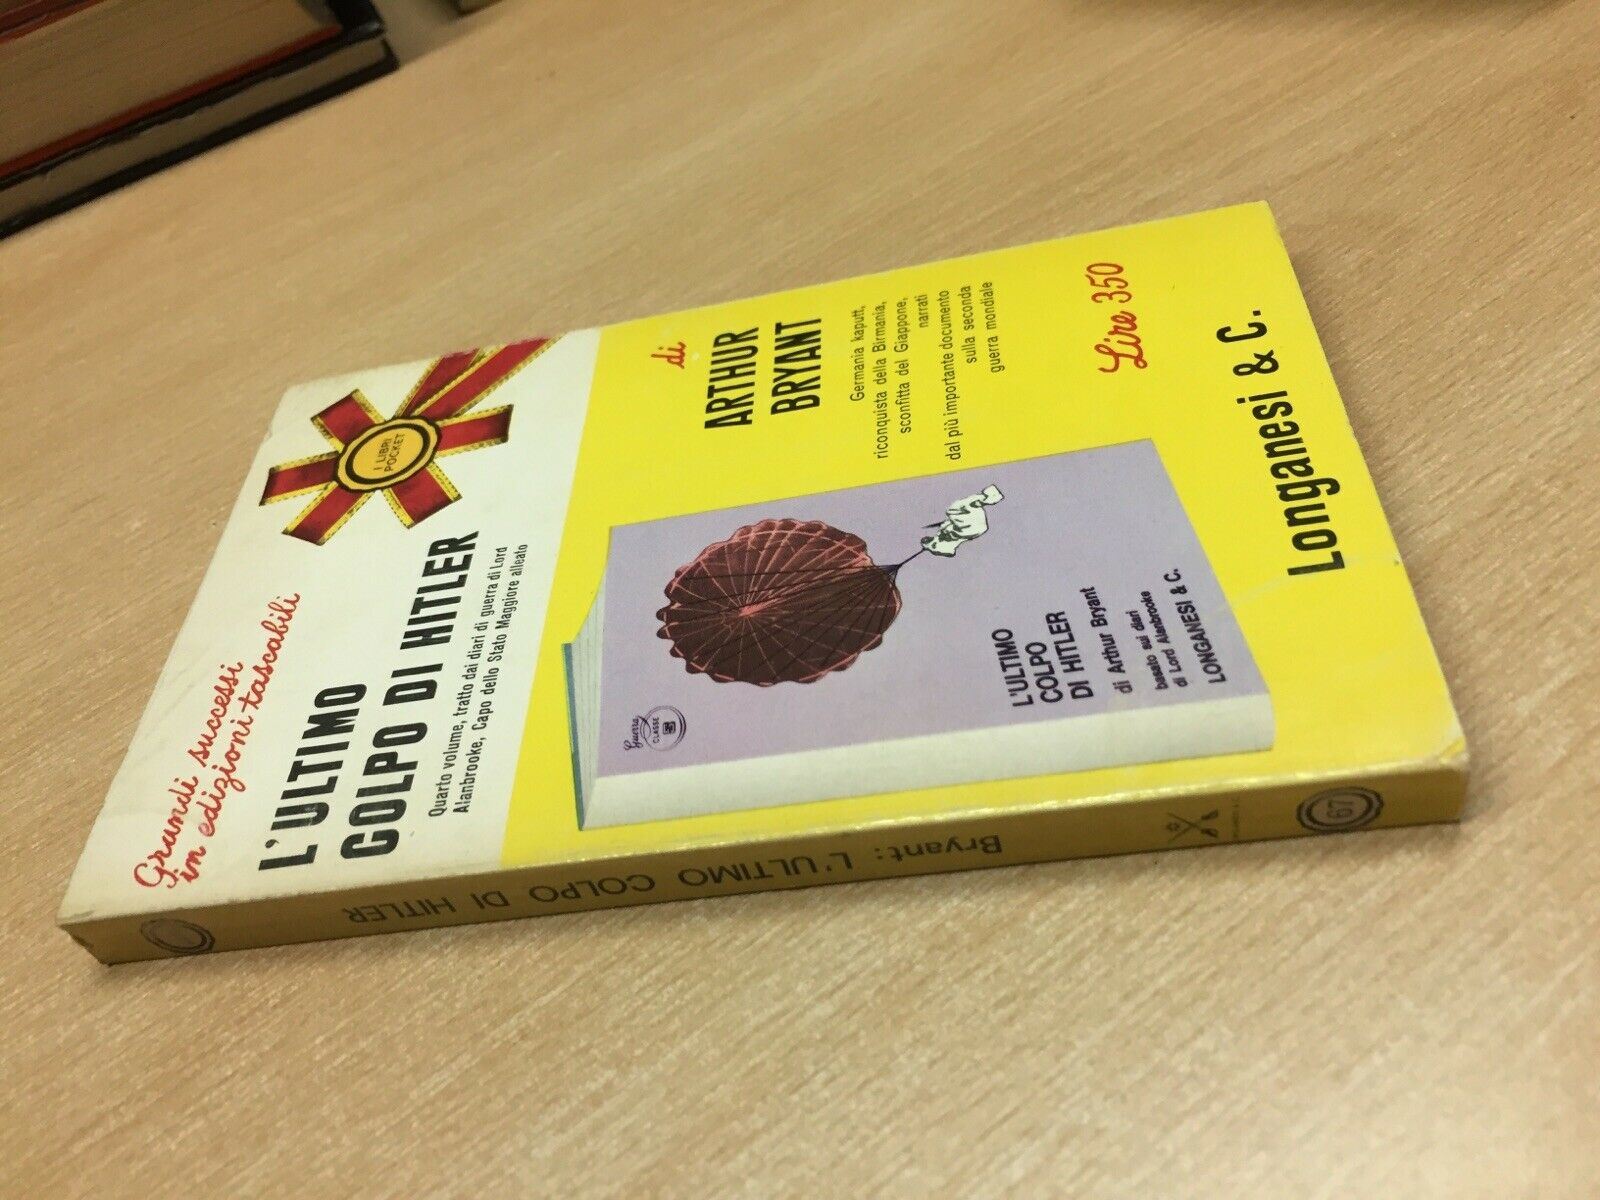 Grandi successi
in edizioni tascabili
L'ULTIMO
COLPO DI HITLER
Quarto volume, tratto dai diari di guerra di Lord
Alanbrooke, Capo dello Stato Maggiore alleato
I LIBRI
POCKET
di
ARTHUR
BRYANT
Germania kaputt,
riconquista della Birmania,
sconfitta del Giappone,
narrati
dal più importante documento
sulla seconda
guerra mondiale
Lire 350
Guerra
CLASSE
L'ULTIMO
COLPO
DI HITLER
di Arthur Bryant
basato sui diari
di Lord Alanbrooke
LONGANESI & C.
Longanesi & C.
Bryant: L'ULTIMO COLPO DI HITLER
67